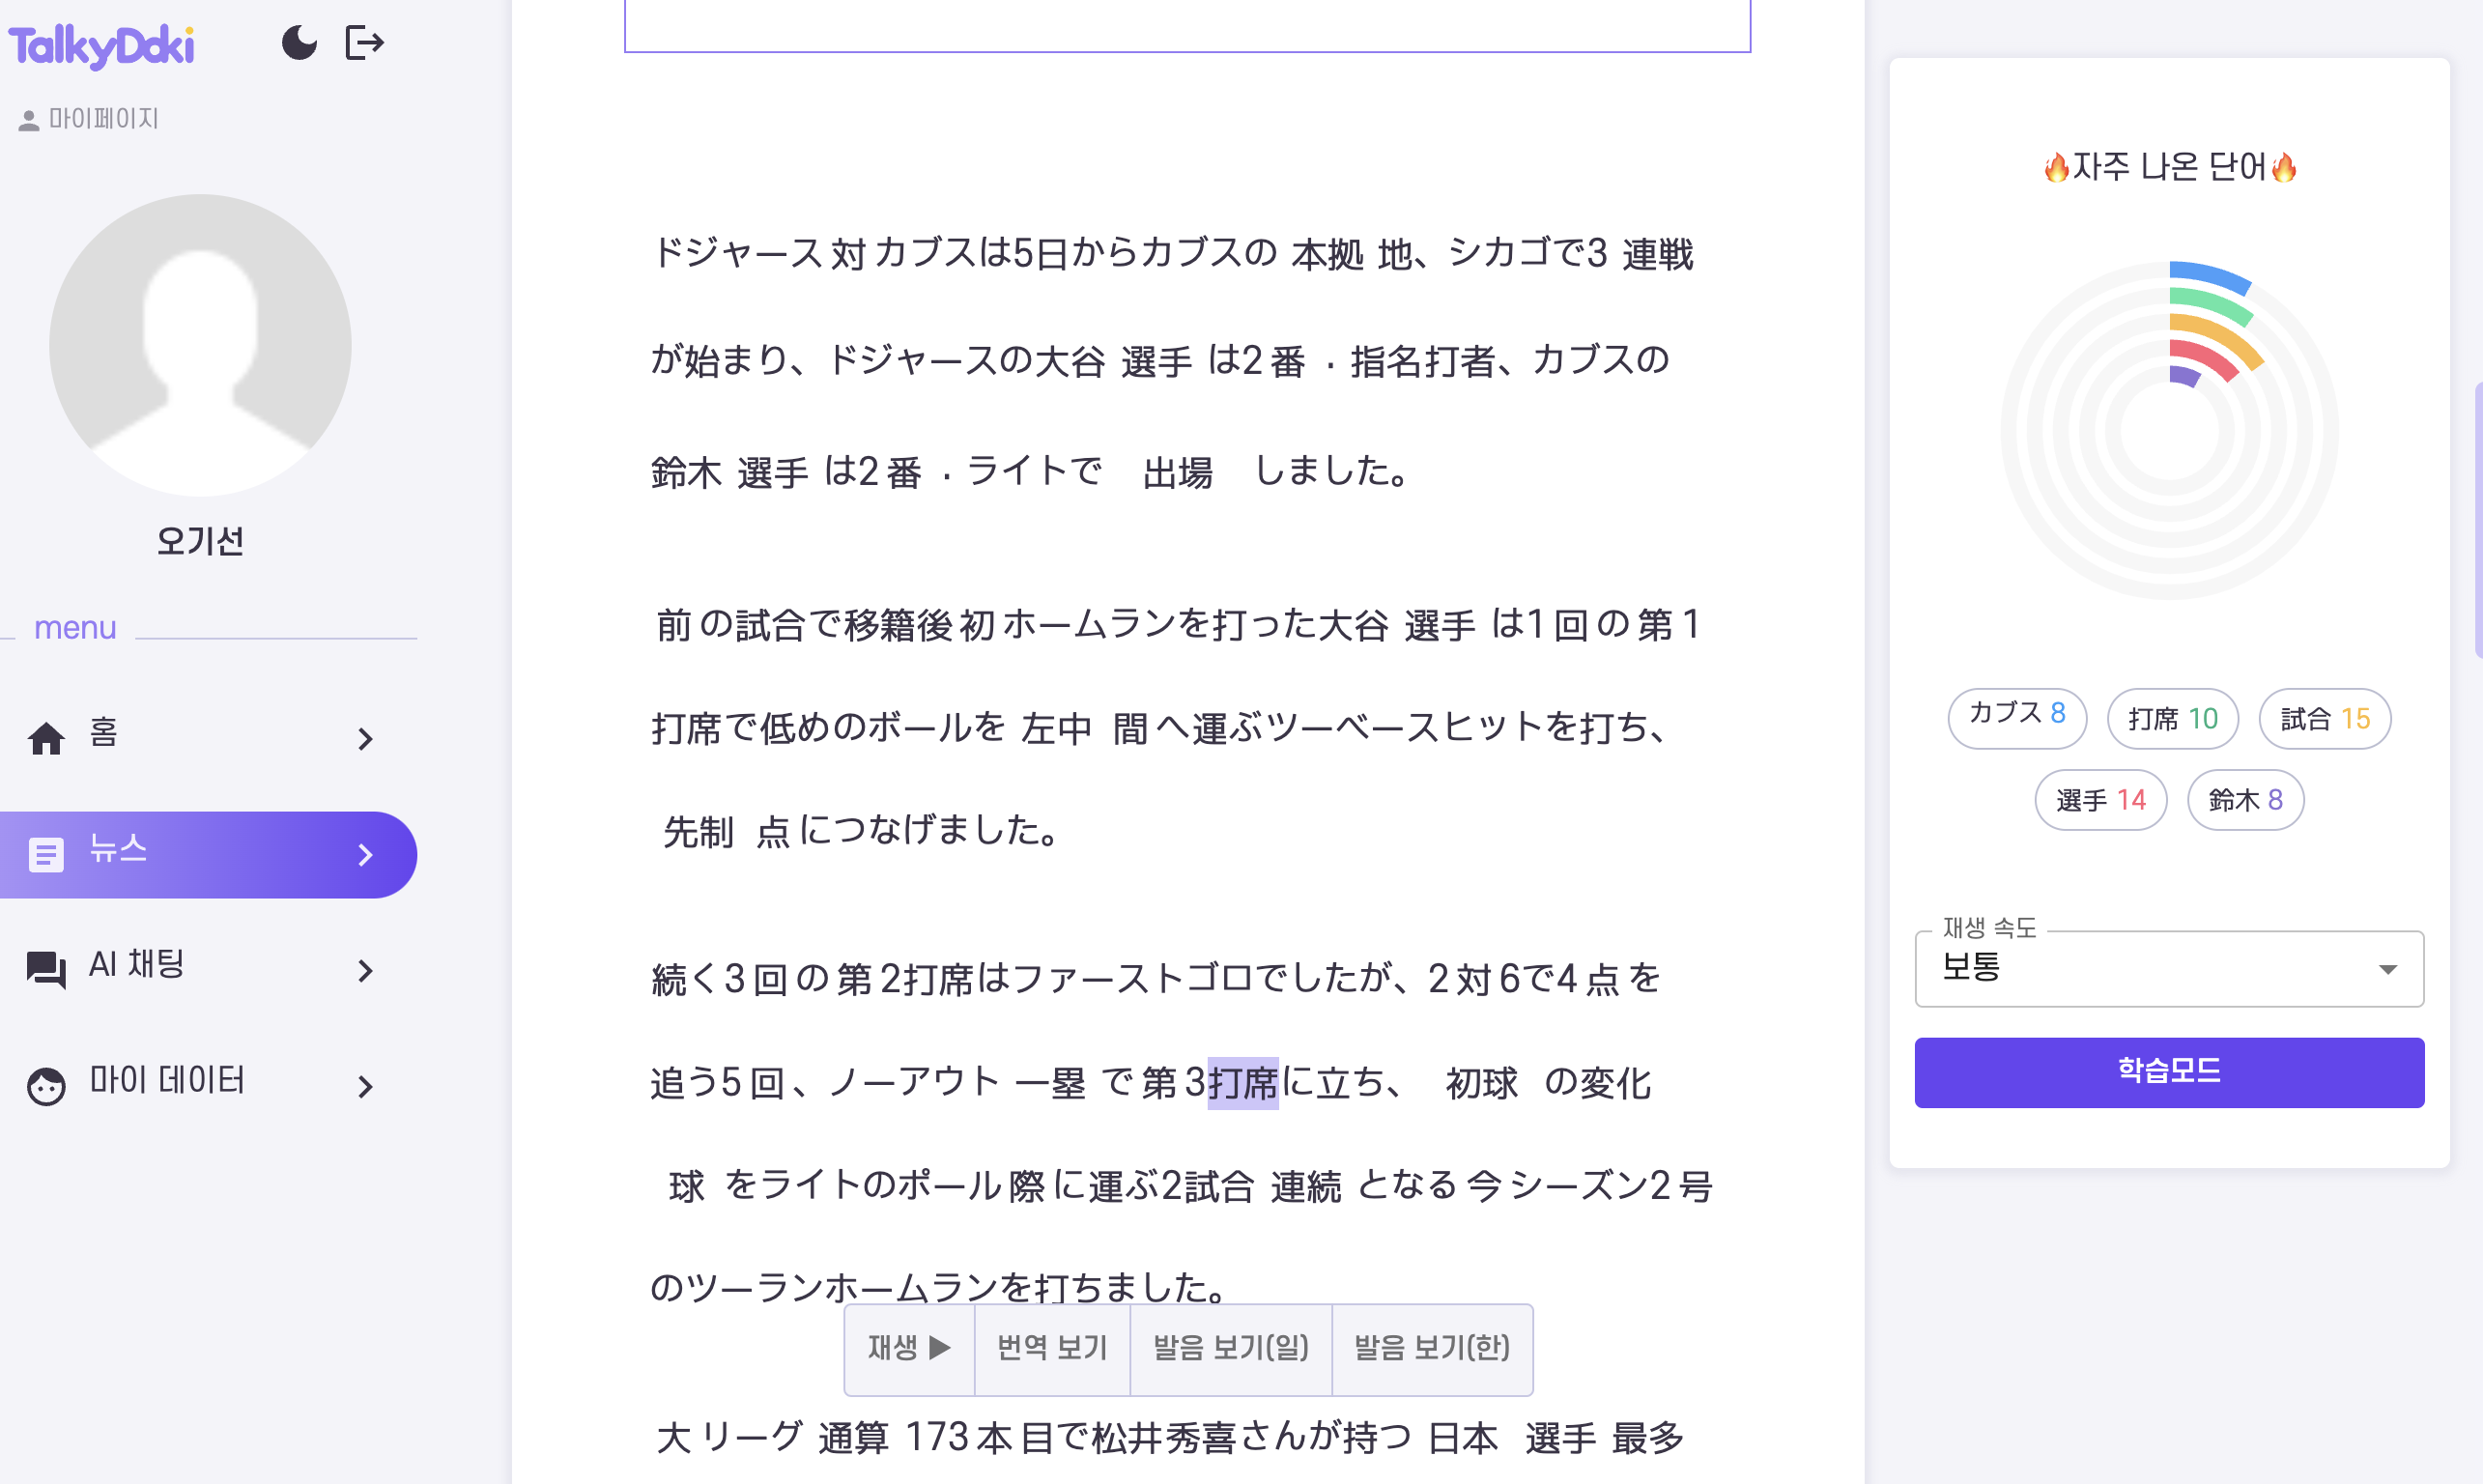 TalkyDoki
마이페이지
오기선
menu
홈
뉴스
AI 채팅
마이 데이터
ドジャース 対 カブスは5日からカブスの 本拠 地、シカゴで3 連戦
が始まり、ドジャースの大谷 選手 は2 番 ・指名打者、カブスの
鈴木 選手 は2 番 ・ライトで 出場 しました。
前 の試合で移籍後 初 ホームランを打った大谷 選手 は1 回 の 第 1
打席で低めのボールを 左中 間 へ運ぶツーベースヒットを打ち、
先制 点 につなげました。
続く3 回 の 第 2打席はファーストゴロでしたが、2 対 6で4 点 を
追う5 回 、ノーアウト 一塁 で 第 3打席に立ち、 初球 の変化
球 をライトのポール 際 に運ぶ2試合 連続 となる 今 シーズン2 号
のツーランホームランを打ちました。
재생 ▶
번역 보기
발음 보기(일)
발음 보기(한)
大 リーグ 通算 173 本 目で松井秀喜さんが持つ 日本 選手 最多
🔥자주 나온 단어🔥
カブス 8
打席 10
試合 15
選手 14
鈴木 8
재생 속도
보통
학습모드